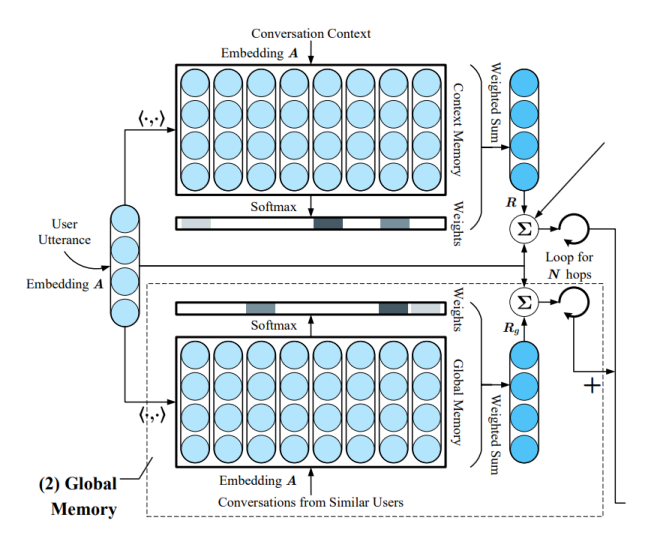 Conversation Context
Embedding A
⟨·,·⟩
Context Memory
Weighted Sum
Softmax
Weights
R
Σ
User
Utterance
Embedding A
Loop for
N hops
Σ
Weights
Softmax
R_g
Global Memory
Weighted Sum
+
⟨·,·⟩
Embedding A
Conversations from Similar Users
(2) Global
Memory